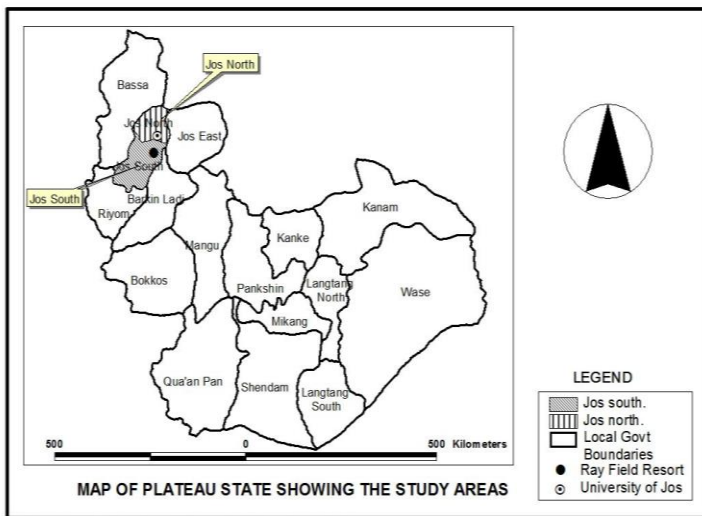 Jos North
Bassa
Jos North
Jos East
Jos South
Jos South
Barkin Ladi
Riyom
Kanam
Kanke
Mangu
Bokkos
Pankshin
Langtang
North
Wase
Mikang
Qua'an Pan
Shendam
Langtang
South
500 0 500 Kilometers
MAP OF PLATEAU STATE SHOWING THE STUDY AREAS
LEGEND
Jos south.
Jos north.
Local Govt
Boundaries
Ray Field Resort
University of Jos